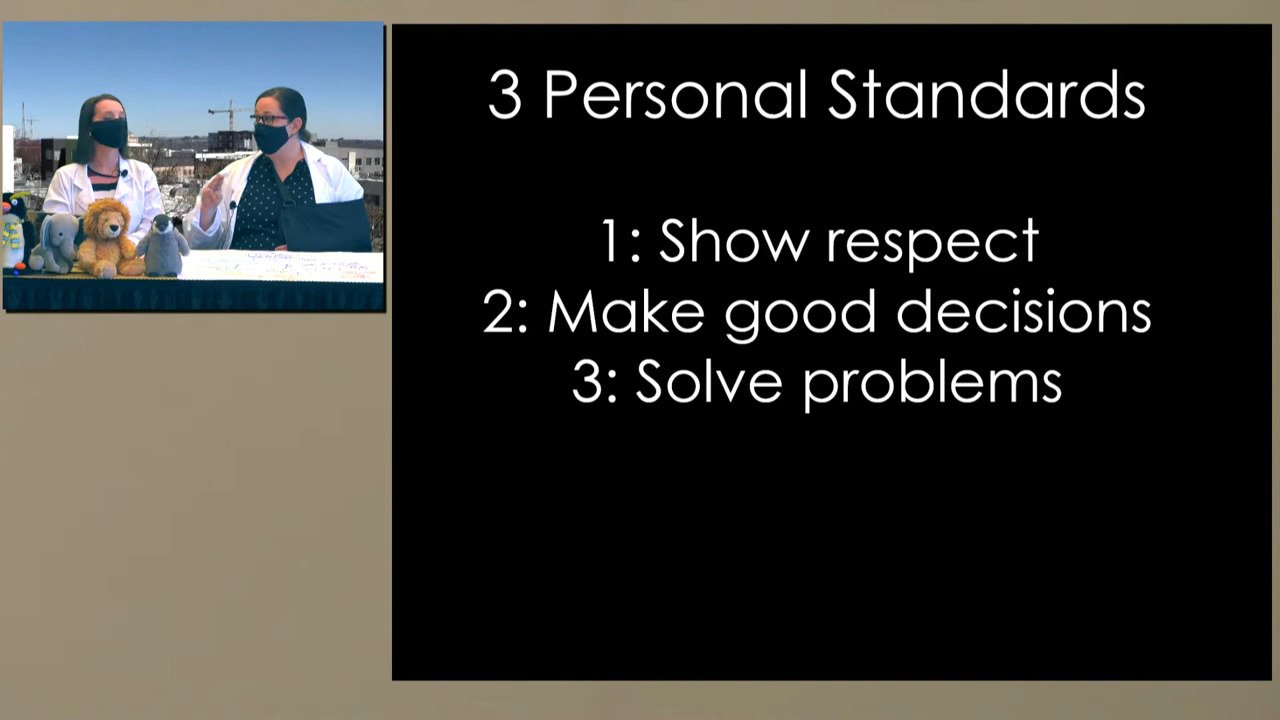 3 Personal Standards
1: Show respect
2: Make good decisions
3: Solve problems